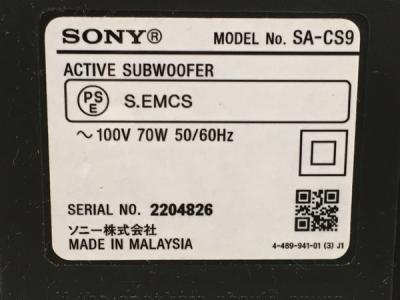 SONY® MODEL No. SA-CS9
ACTIVE SUBWOOFER
PS E S.EMCS
~ 100V 70W 50/60Hz
SERIAL NO. 2204826
ソニー株式会社
MADE IN MALAYSIA 4-489-941-01 (3) J1